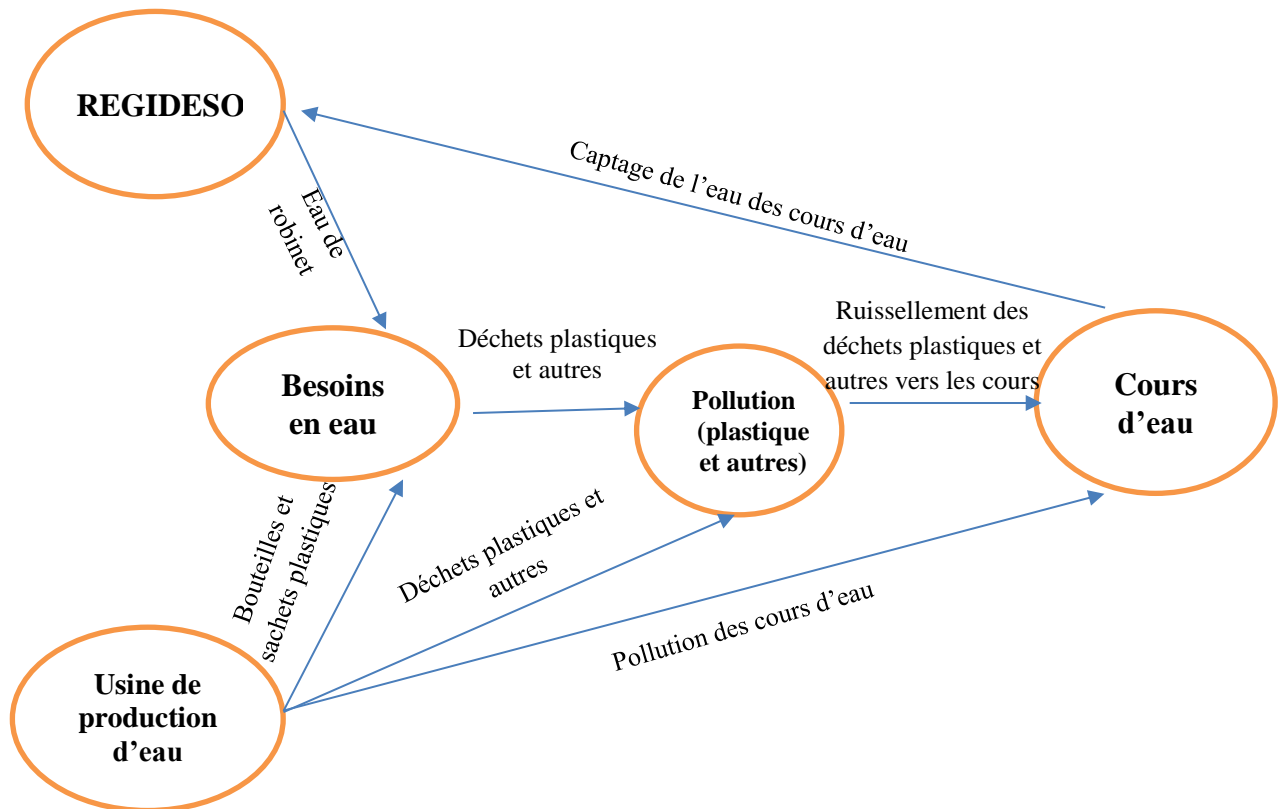 REGIDESO
Captage de l'eau des cours d'eau
Eau de
robinet
Besoins
en eau
Déchets plastiques
et autres
Pollution
(plastique
et autres)
Ruissellement des
déchets plastiques et
autres vers les cours
Cours
d'eau
Bouteilles et
sachets plastiques
Déchets plastiques et
autres
Pollution des cours d'eau
Usine de
production
d'eau